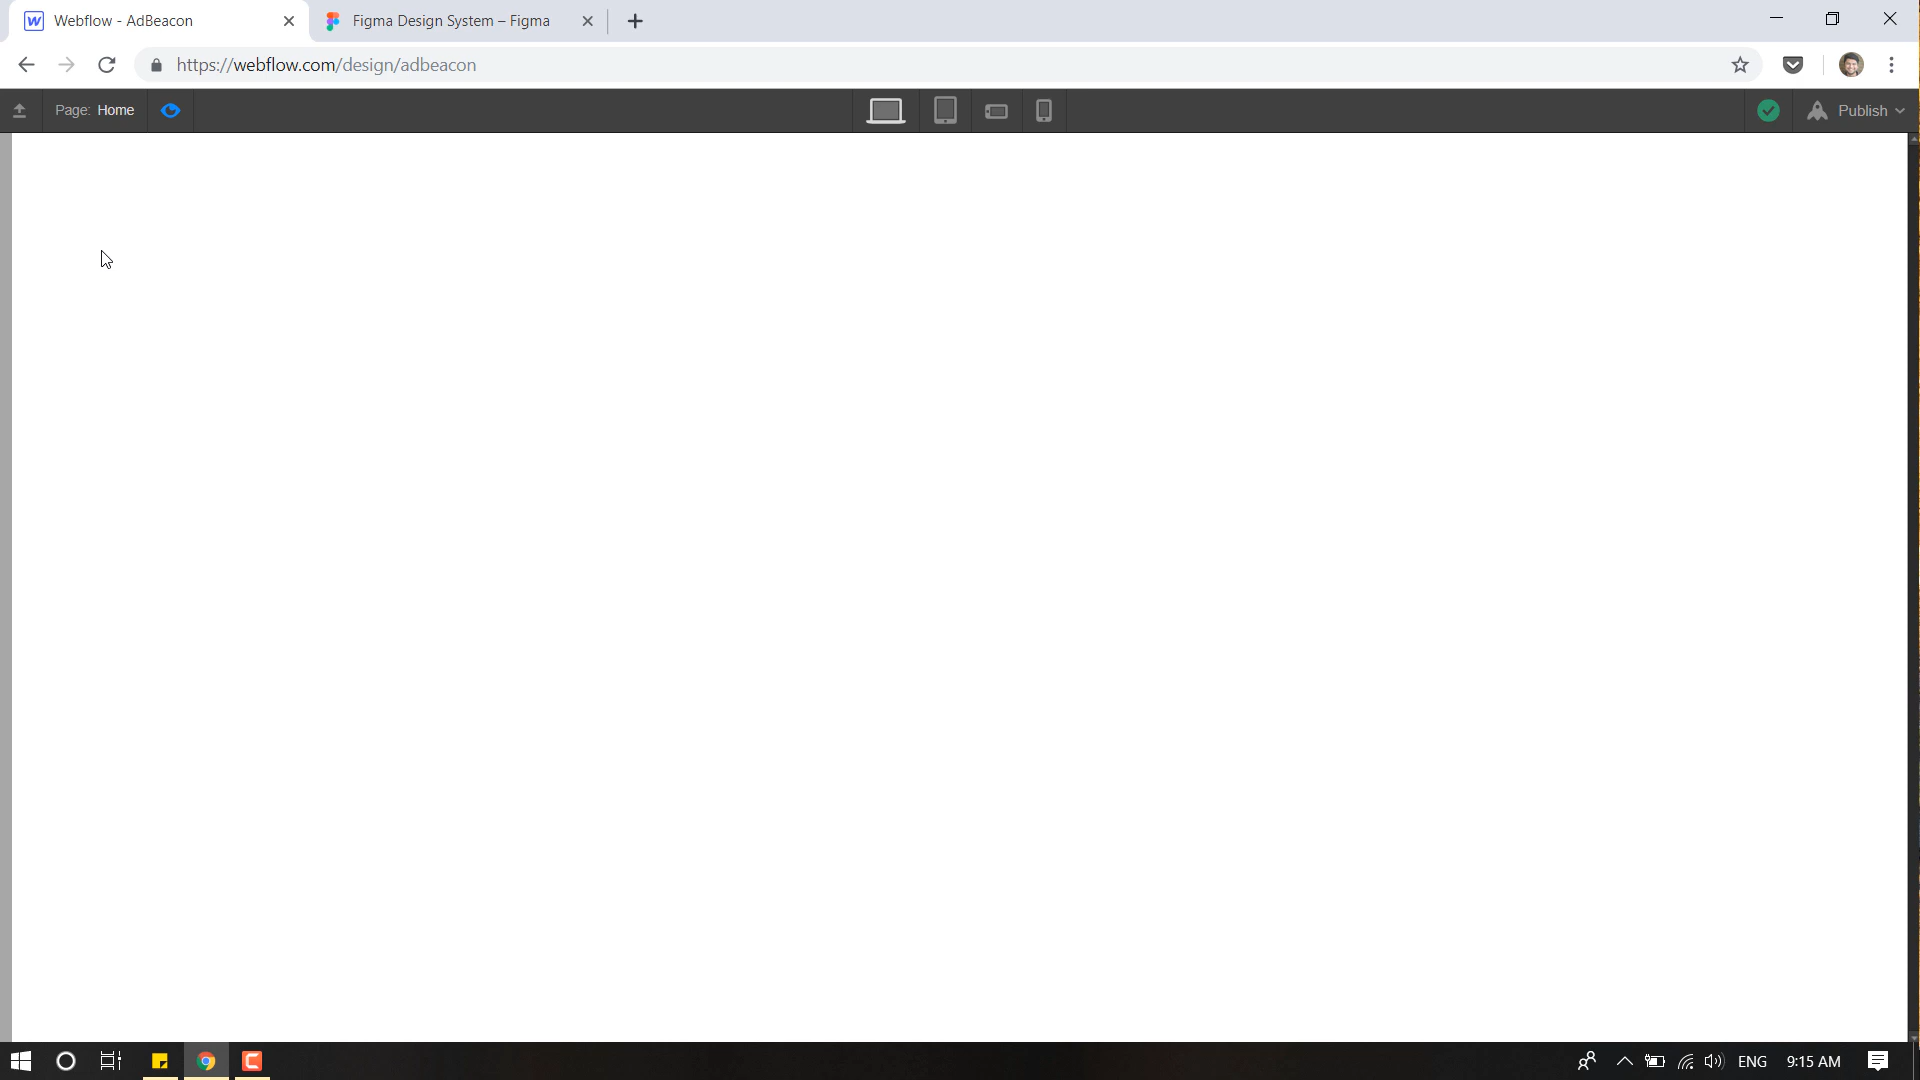 Webflow - AdBeacon
Figma Design System – Figma
https://webflow.com/design/adbeacon
Page: Home
Publish
ENG
9:15 AM